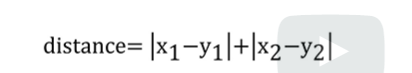 distance= |x₁−y₁|+|x₂−y₂|